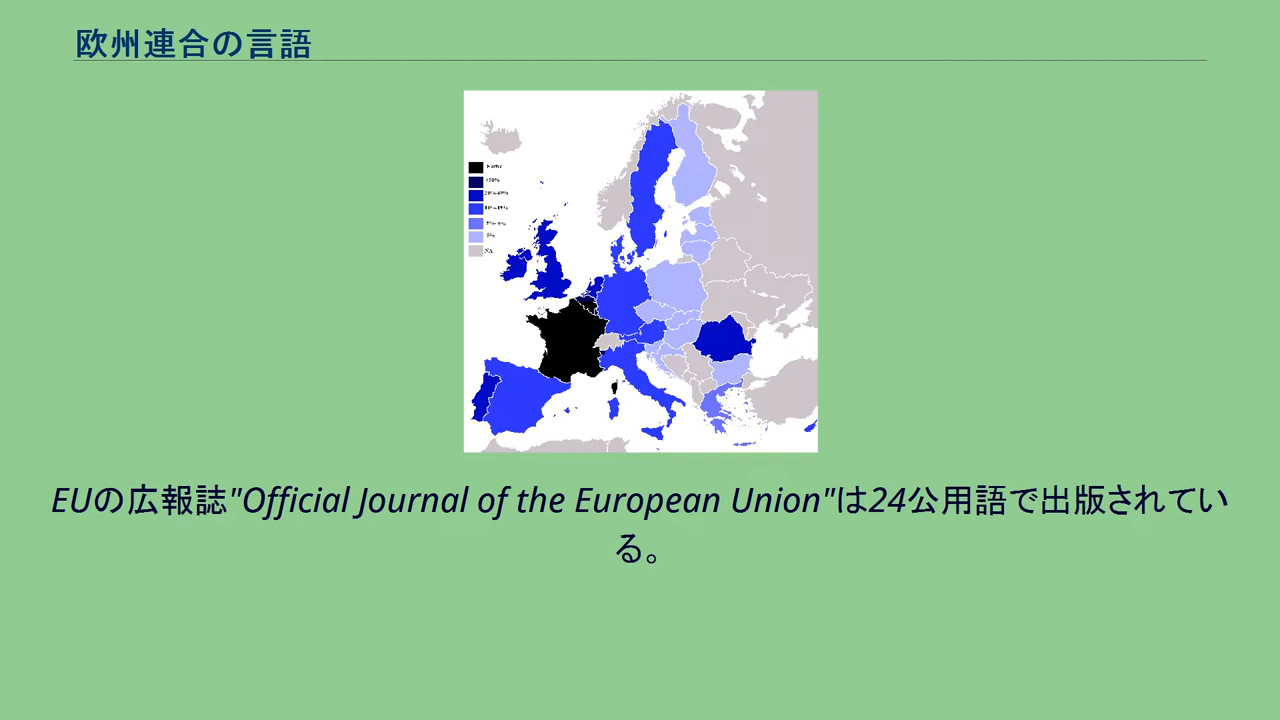 欧州連合の言語
NA
EUの広報誌"Official Journal of the European Union"は24公用語で出版されてい
る。